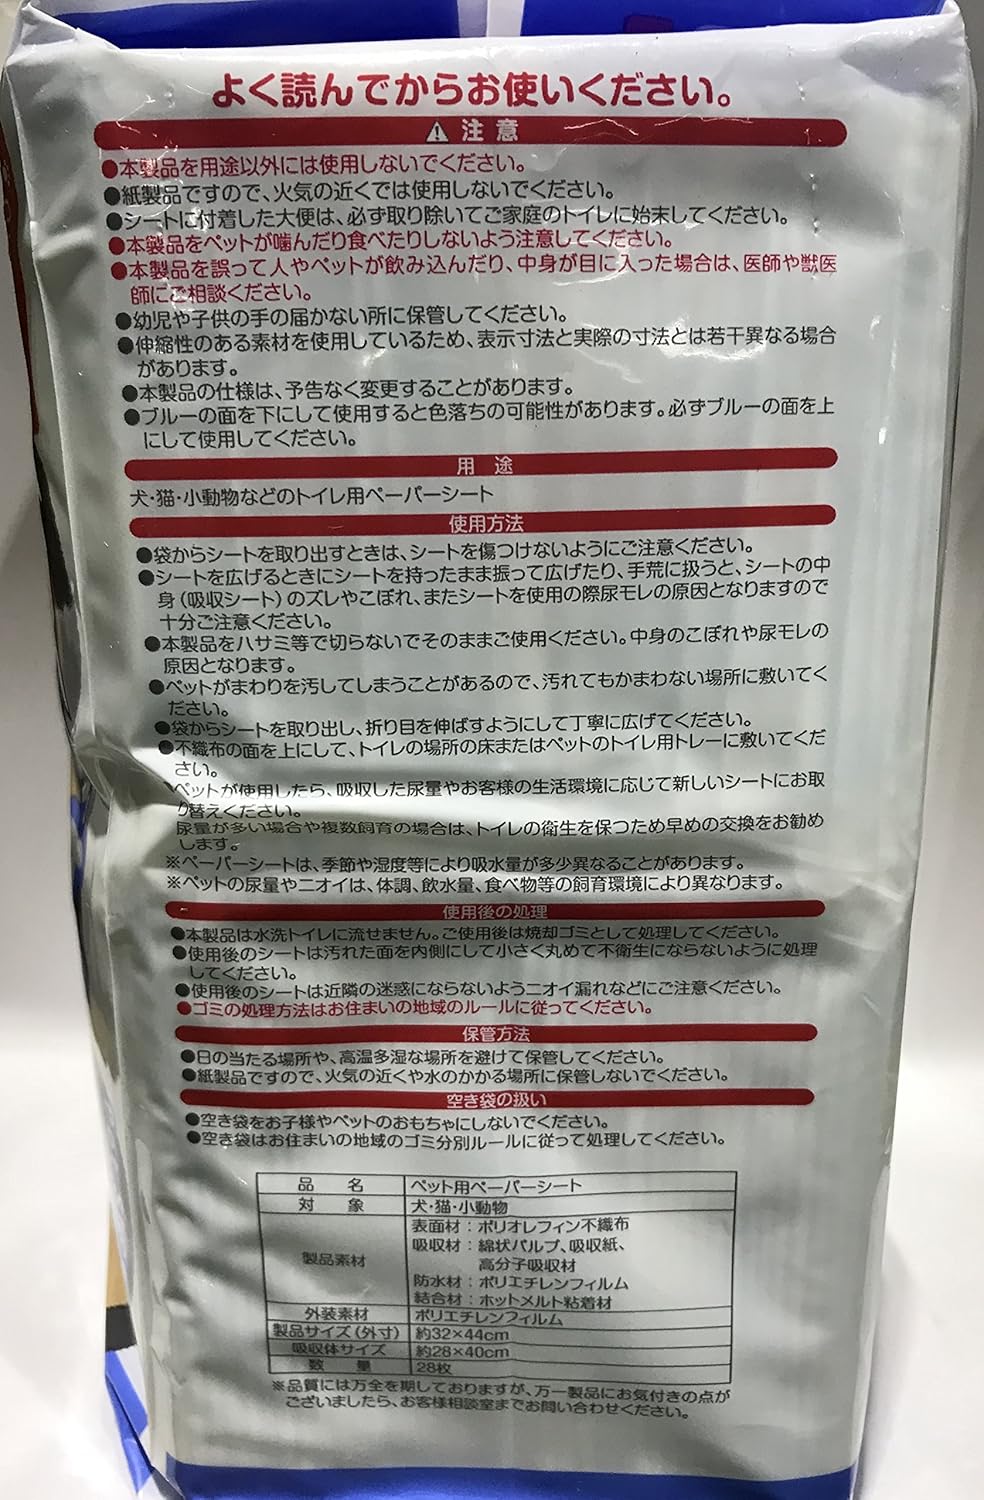 よく読んでからお使いください。
⚠注意
●本製品を用途以外には使用しないでください。
●紙製品ですので、火気の近くでは使用しないでください。
●シートに付着した大便は、必ず取り除いてご家庭のトイレに始末してください。
●本製品をペットが噛んだり食べたりしないよう注意してください。
●本製品を誤って人やペットが飲み込んだり、中身が目に入った場合は、医師や獣医
師にご相談ください。
●幼児や子供の手の届かない所に保管してください。
●伸縮性のある素材を使用しているため、表示寸法と実際の寸法とは若干異なる場合
があります。
●本製品の仕様は、予告なく変更することがあります。
●ブルーの面を下にして使用すると色落ちの可能性があります。必ずブルーの面を上
にして使用してください。
用 途
犬・猫・小動物などのトイレ用ペーパーシート
使用方法
●袋からシートを取り出すときは、シートを傷つけないようにご注意ください。
●シートを広げるときにシートを持ったまま振って広げたり、手荒に扱うと、シートの中
身(吸収シート)のズレやこぼれ、またシートを使用の際尿モレの原因となりますので
十分ご注意ください。
●本製品をハサミ等で切らないでそのままご使用ください。中身のこぼれや尿モレの
原因となります。
●ペットがまわりを汚してしまうことがあるので、汚れてもかまわない場所に敷いてく
ださい。
●袋からシートを取り出し、折り目を伸ばすようにして丁寧に広げてください。
●不織布の面を上にして、トイレの場所の床またはペットのトイレ用トレーに敷いてくだ
さい。
●ペットが使用したら、吸収した尿量やお客様の生活環境に応じて新しいシートにお取
り替えください。
尿量が多い場合や複数飼育の場合は、トイレの衛生を保つため早めの交換をお勧め
します。
※ペーパーシートは、季節や湿度等により吸水量が多少異なることがあります。
※ペットの尿量やニオイは、体調、飲水量、食べ物等の飼育環境により異なります。
使用後の処理
●本製品は水洗トイレに流せません。ご使用後は焼却ゴミとして処理してください。
●使用後のシートは汚れた面を内側にして小さく丸めて不衛生にならないように処理
してください。
●使用後のシートは近隣の迷惑にならないようニオイ漏れなどにご注意ください。
●ゴミの処理方法はお住まいの地域のルールに従ってください。
保管方法
●日の当たる場所や、高温多湿な場所を避けて保管してください。
●紙製品ですので、火気の近くや水のかかる場所に保管しないでください。
空き袋の扱い
●空き袋をお子様やペットのおもちゃにしないでください。
●空き袋はお住まいの地域のゴミ分別ルールに従って処理してください。
品 名 ペット用ペーパーシート
対 象 犬・猫・小動物
製品素材 表面材:ポリオレフィン不織布
吸収材:綿状パルプ、吸収紙、
高分子吸収材
防水材:ポリエチレンフィルム
結合材:ホットメルト粘着材
外装素材 ポリエチレンフィルム
製品サイズ(外寸) 約32×44cm
吸収体サイズ 約28×40cm
数 量 28枚
※品質には万全を期しておりますが、万一製品にお気付きの点が
ございましたら、お客様相談室までお問い合わせください。